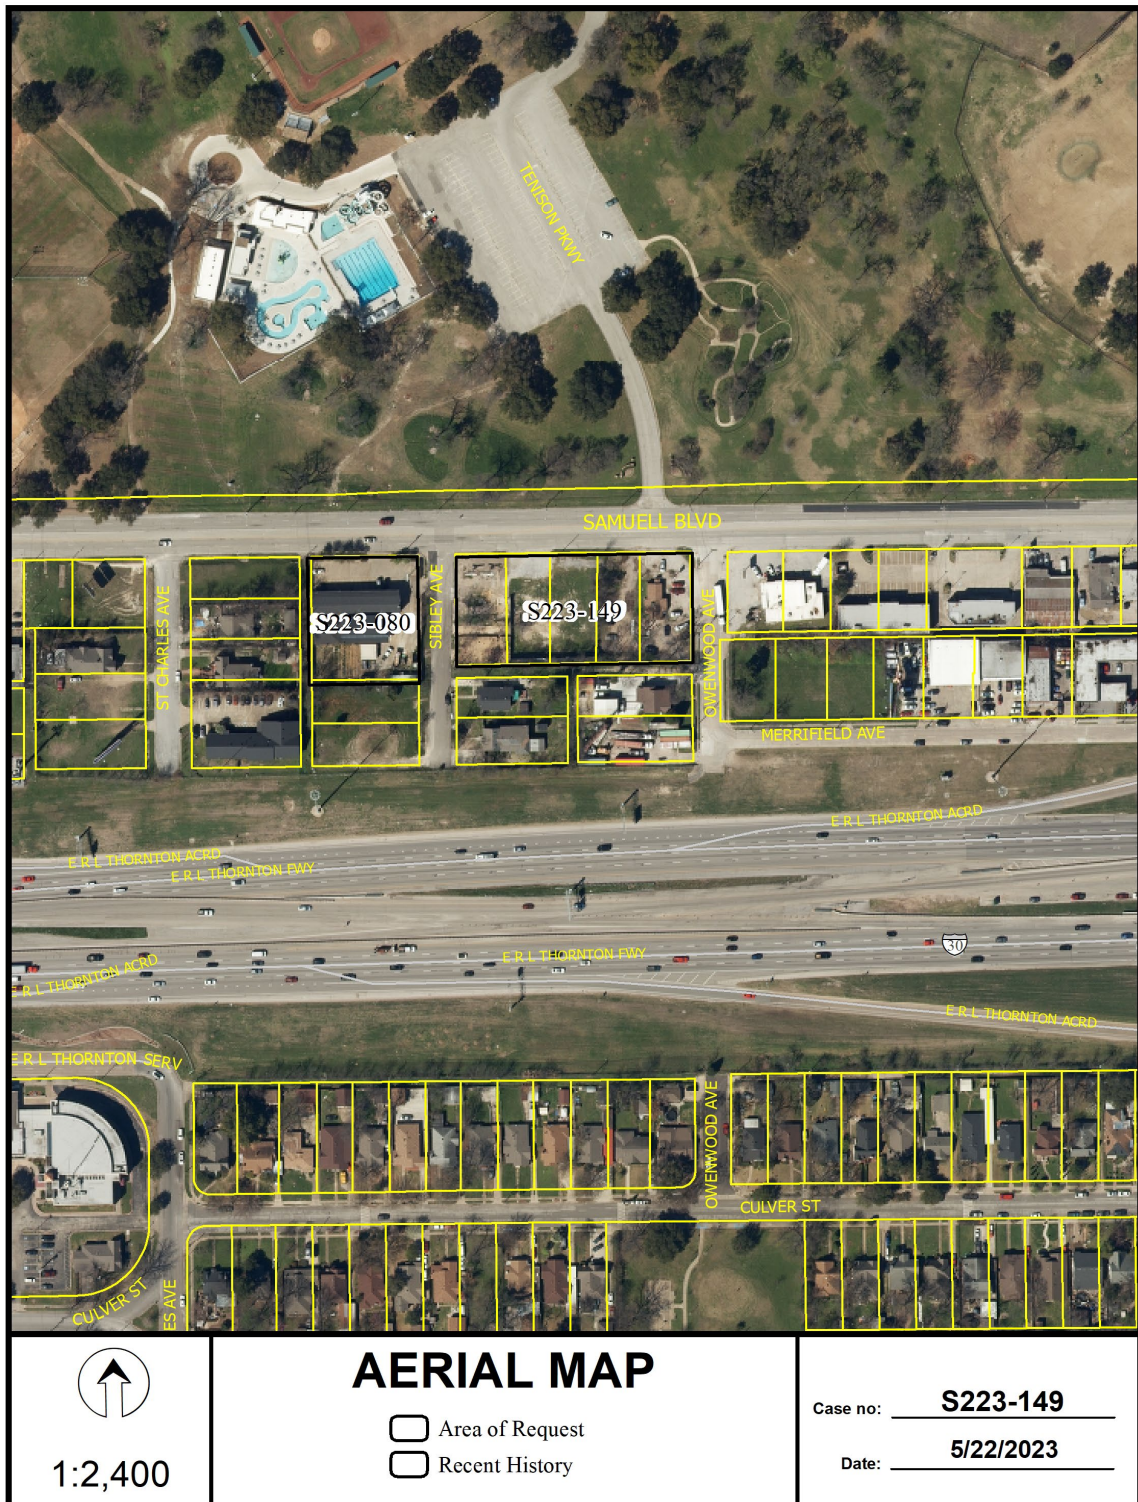 TENISON PKWY
SAMUELL BLVD
SIBLEY AVE
ST CHARLES AVE
S223-080
S223-149
OWENWOOD AVE
MERRIFIELD AVE
E R L THORNTON ACRD
E R L THORNTON ACRD
E R L THORNTON FWY
E R L THORNTON FWY
30
E R L THORNTON ACRD
E R L THORNTON ACRD
E R L THORNTON SERV
OWENWOOD AVE
CULVER ST
CULVER ST
ES AVE
1:2,400
AERIAL MAP
Area of Request
Recent History
Case no: S223-149
Date: 5/22/2023